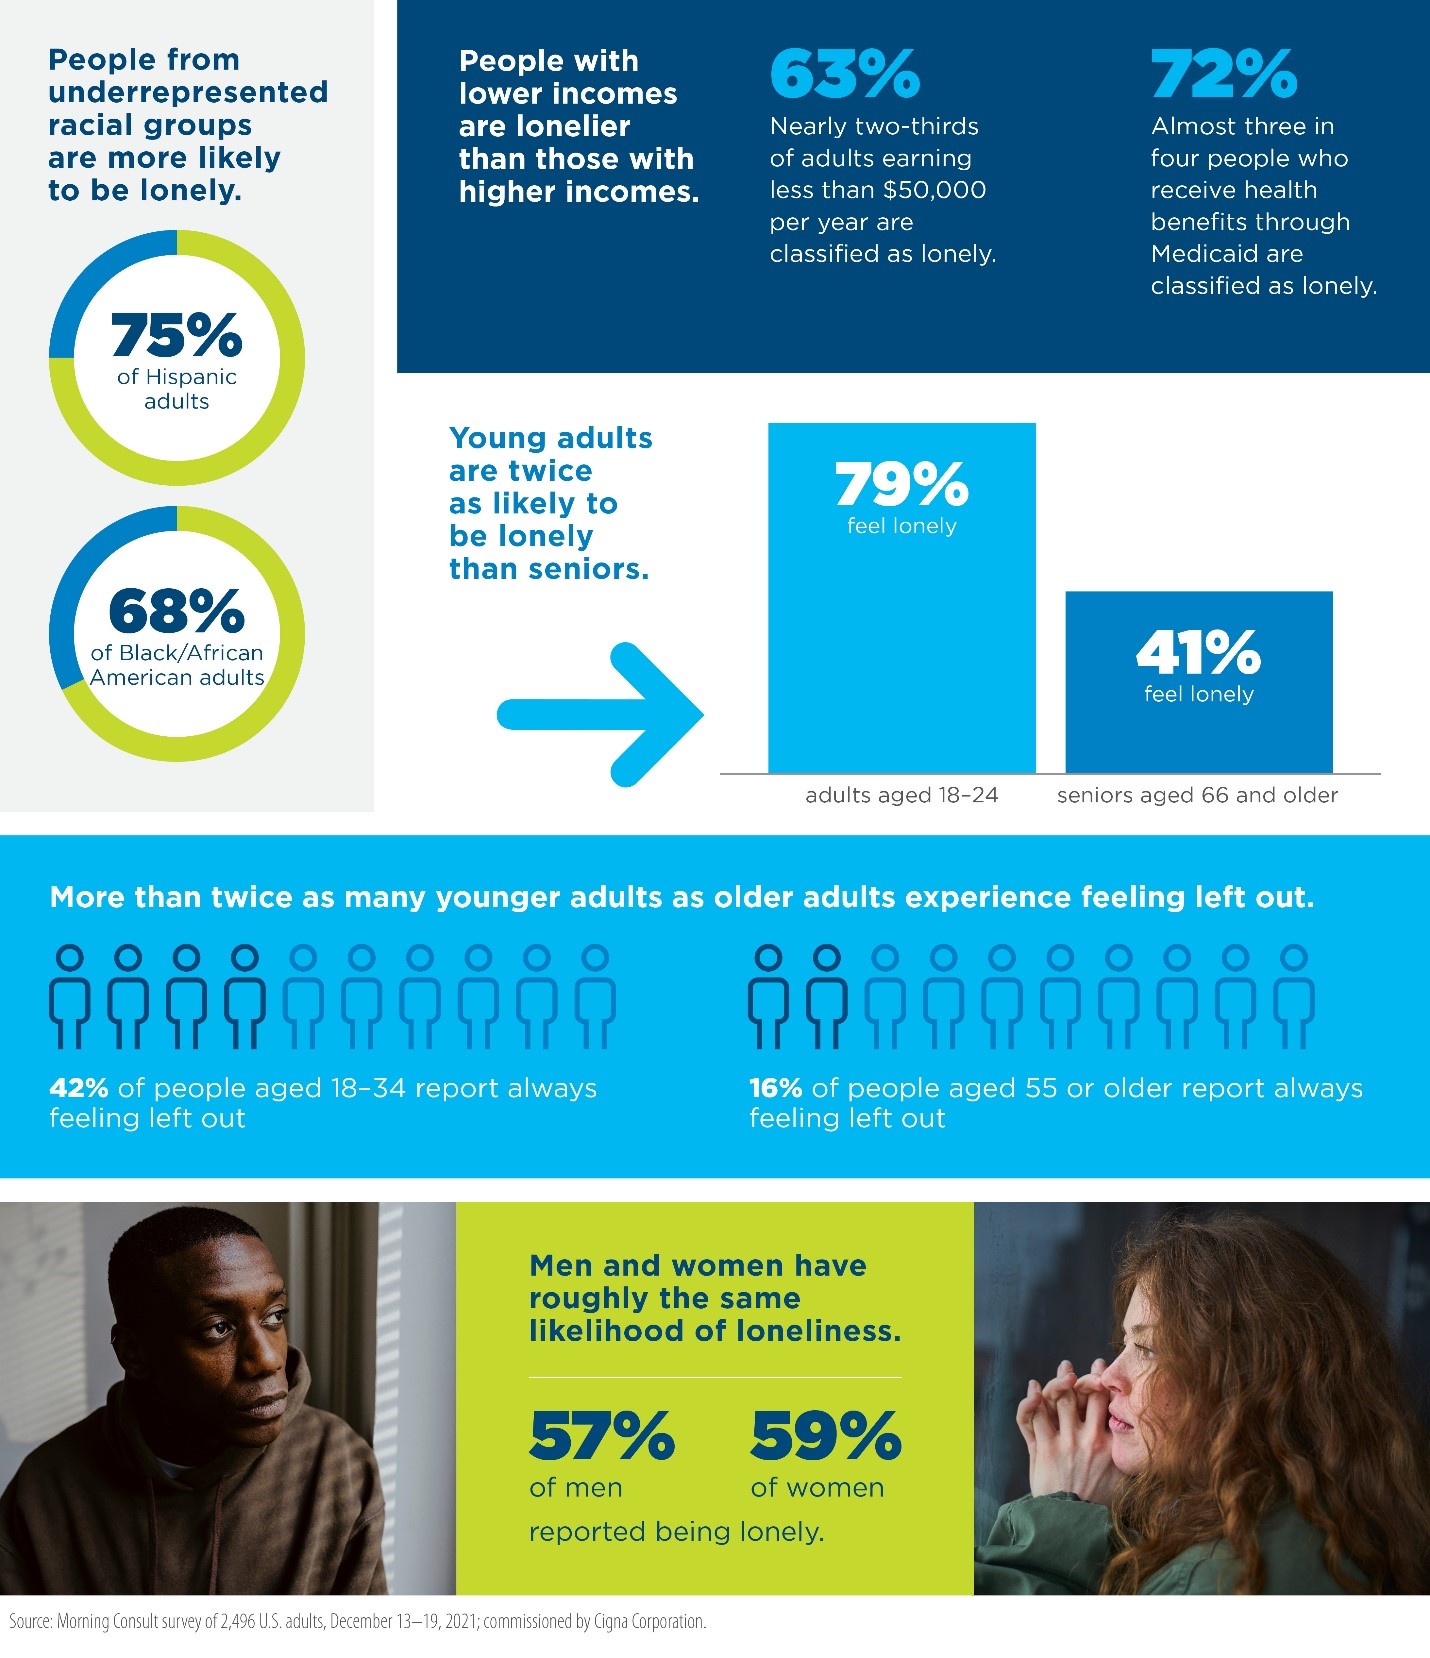 People from
underrepresented
racial groups
are more likely
to be lonely.
75%
of Hispanic
adults
68%
of Black/African
American adults
People with
lower incomes
are lonelier
than those with
higher incomes.
63%
Nearly two-thirds
of adults earning
less than $50,000
per year are
classified as lonely.
72%
Almost three in
four people who
receive health
benefits through
Medicaid are
classified as lonely.
Young adults
are twice
as likely to
be lonely
than seniors.
79%
feel lonely
adults aged 18–24
41%
feel lonely
seniors aged 66 and older
More than twice as many younger adults as older adults experience feeling left out.
42% of people aged 18–34 report always
feeling left out
16% of people aged 55 or older report always
feeling left out
Men and women have
roughly the same
likelihood of loneliness.
57%
of men
59%
of women
reported being lonely.
Source: Morning Consult survey of 2,496 U.S. adults, December 13–19, 2021; commissioned by Cigna Corporation.